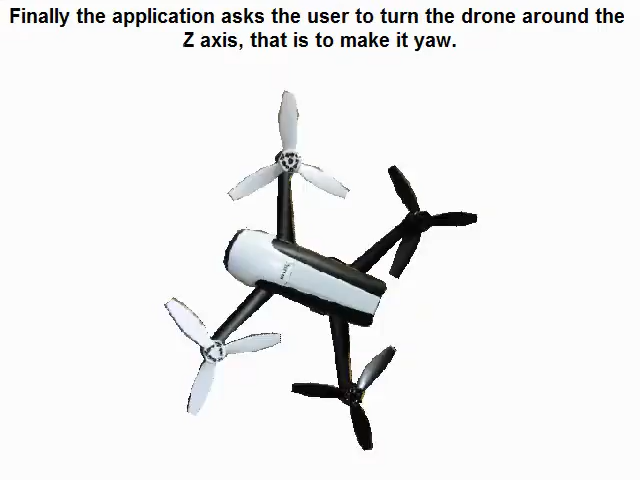 Finally the application asks the user to turn the drone around the
Z axis, that is to make it yaw.